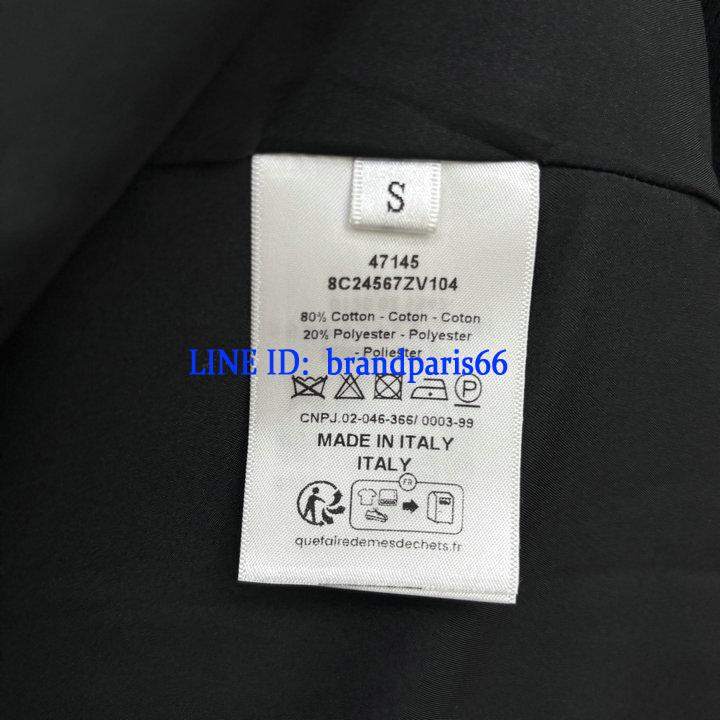 S
47145
8C24567ZV104
80% Cotton - Coton - Coton
20% Polyester - Polyester
- Poliester
LINE ID: brandparis66
P
CNPJ.02-046-366/ 0003-99
MADE IN ITALY
ITALY
FR
quefairedemesdechets.fr